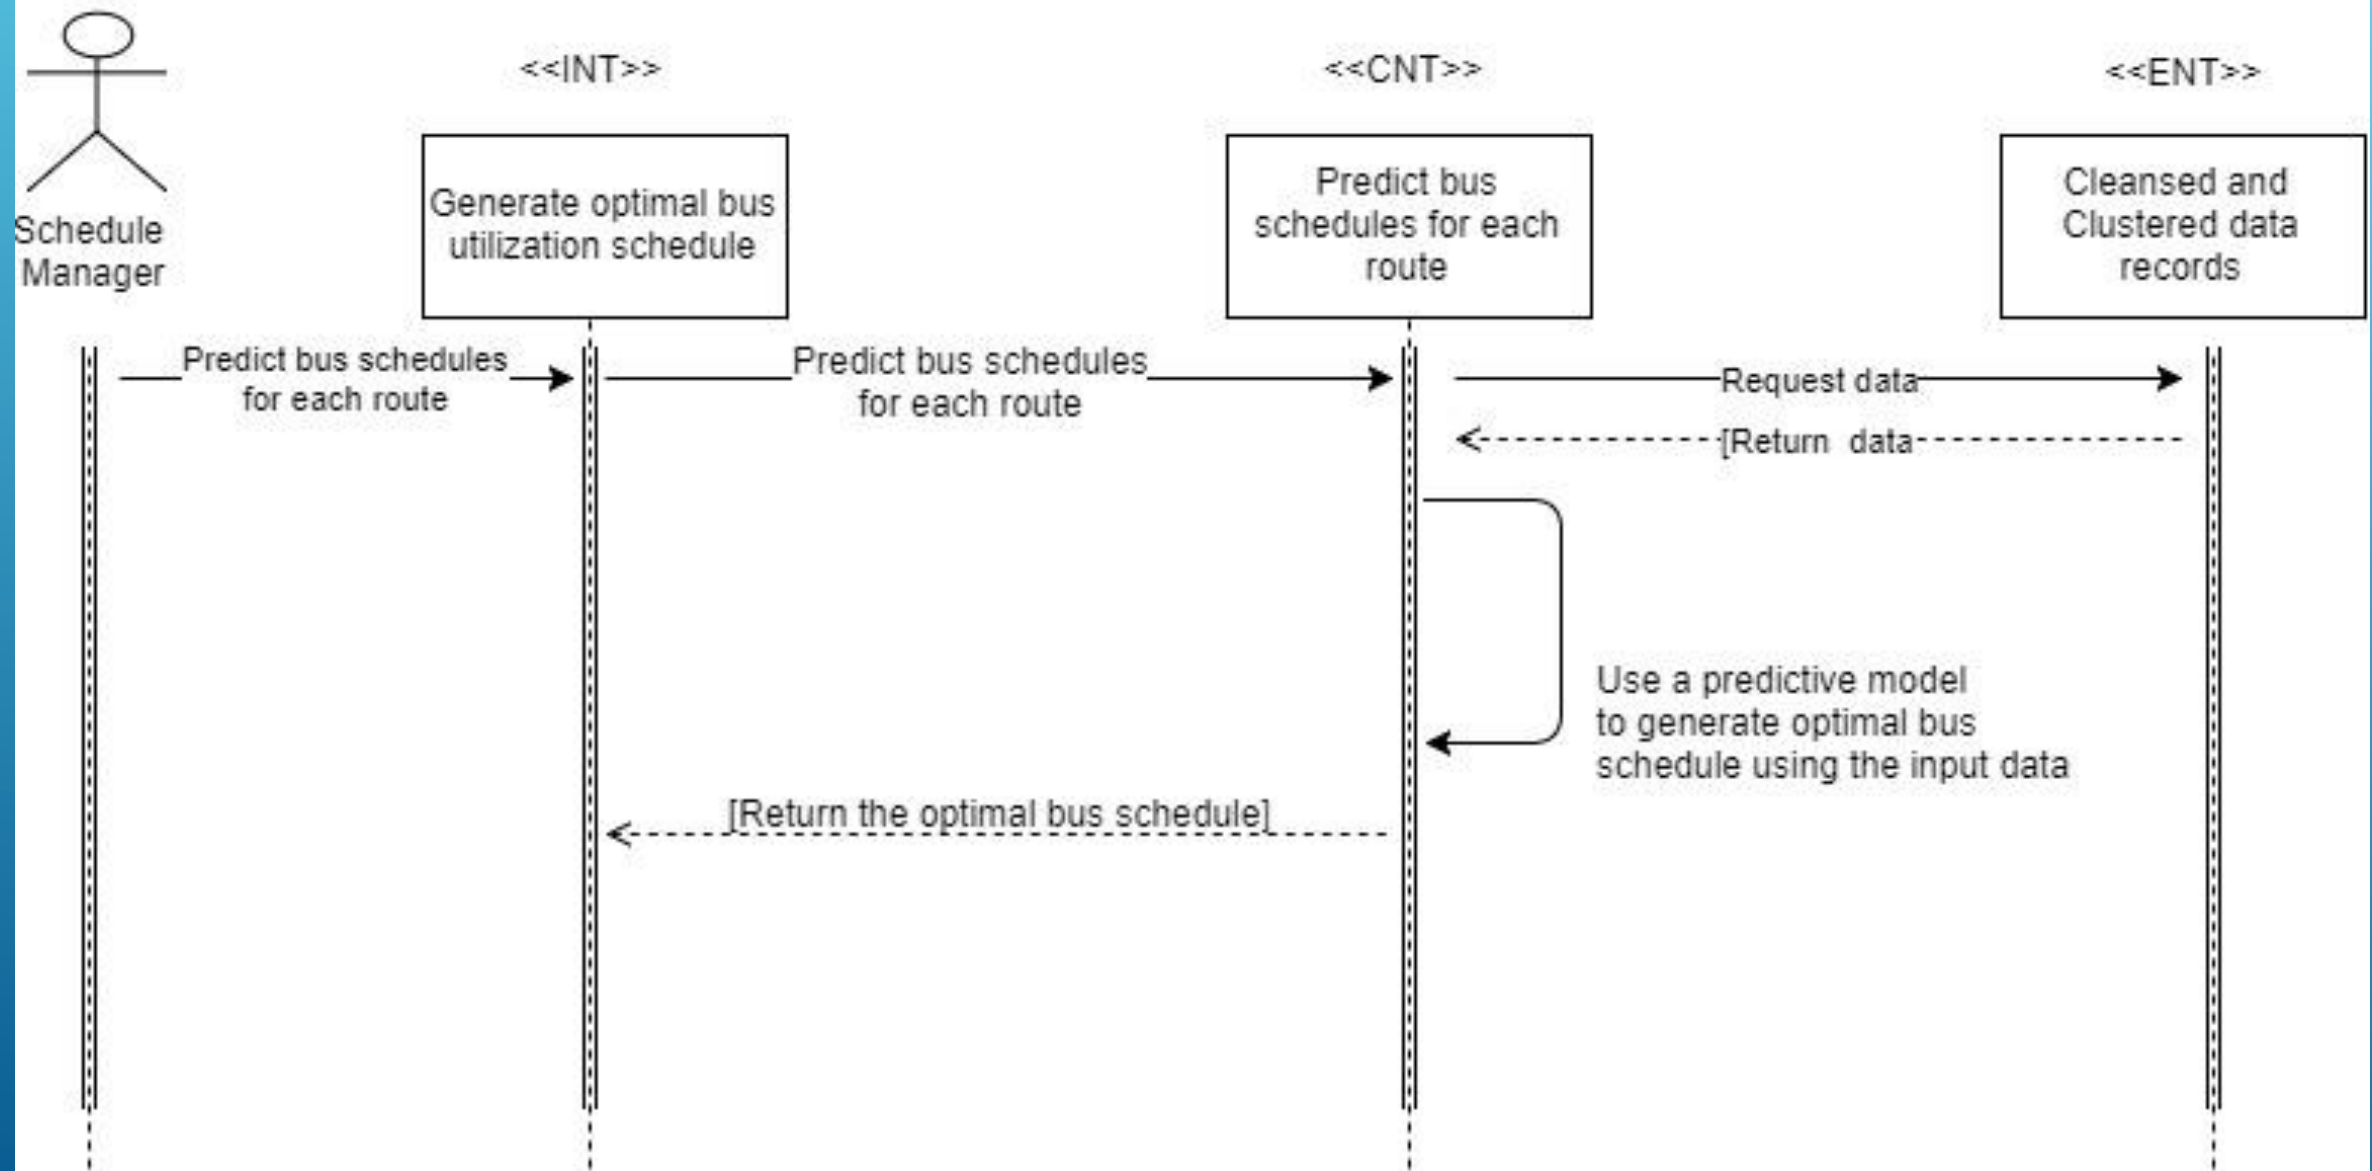 <<INT>>
<<CNT>>
<<ENT>>
Schedule
Manager
Generate optimal bus
utilization schedule
Predict bus
schedules for each
route
Cleansed and
Clustered data
records
Predict bus schedules
for each route
Predict bus schedules
for each route
Request data
[Return  data
Use a predictive model
to generate optimal bus
schedule using the input data
[Return the optimal bus schedule]